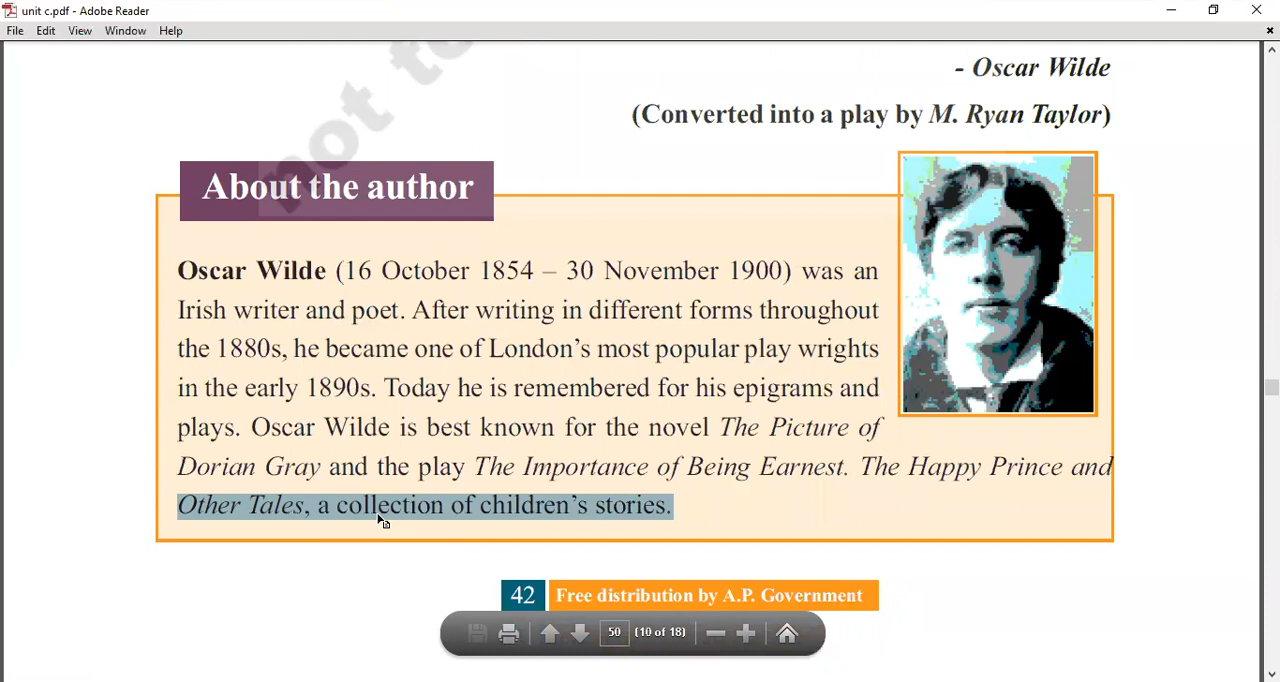 unit c.pdf - Adobe Reader
File Edit View Window Help
not to
- Oscar Wilde
(Converted into a play by M. Ryan Taylor)
About the author
Oscar Wilde (16 October 1854 – 30 November 1900) was an
Irish writer and poet. After writing in different forms throughout
the 1880s, he became one of London's most popular play wrights
in the early 1890s. Today he is remembered for his epigrams and
plays. Oscar Wilde is best known for the novel The Picture of
Dorian Gray and the play The Importance of Being Earnest. The Happy Prince and
Other Tales, a collection of children's stories.
42 Free distribution by A.P. Government
50 (10 of 18)